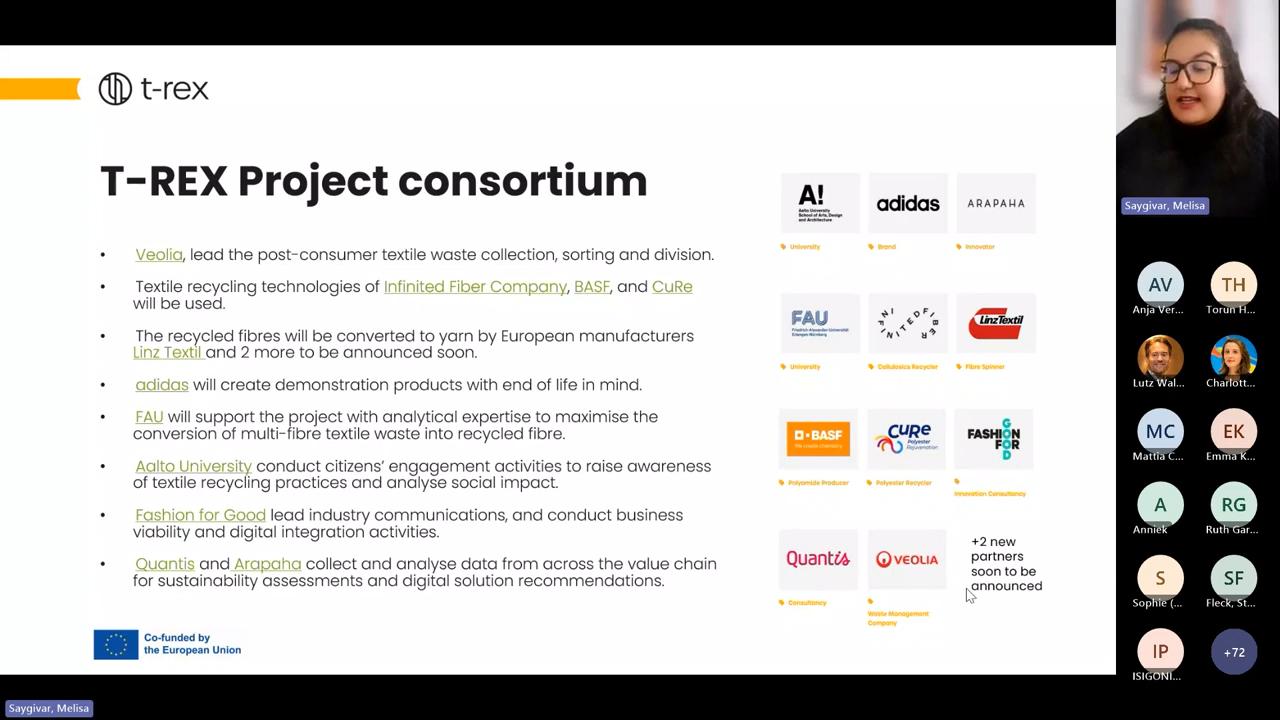 t-rex
T-REX Project consortium
• Veolia, lead the post-consumer textile waste collection, sorting and division.
• Textile recycling technologies of Infinited Fiber Company, BASF, and CuRe
will be used.
• The recycled fibres will be converted to yarn by European manufacturers
Linz Textil and 2 more to be announced soon.
• adidas will create demonstration products with end of life in mind.
• FAU will support the project with analytical expertise to maximise the
conversion of multi-fibre textile waste into recycled fibre.
• Aalto University conduct citizens' engagement activities to raise awareness
of textile recycling practices and analyse social impact.
• Fashion for Good lead industry communications, and conduct business
viability and digital integration activities.
• Quantis and Arapaha collect and analyse data from across the value chain
for sustainability assessments and digital solution recommendations.
Co-funded by
the European Union
A!
Aalto University
School of Arts, Design
and Architecture
adidas
ARAPAHA
University
Brand
Innovator
FAU
Friedrich-Alexander-Universität
Erlangen-Nürnberg
INFINITED FIBER
LinzTextil
University
Cellulosics Recycler
Fibre Spinner
BASF
We create chemistry
CuRe
Polyester
Rejuvenation
FASHION
FOR
GOOD
Polyamide Producer
Polyester Recycler
Innovation Consultancy
Quantis
VEOLIA
+2 new
partners
soon to be
announced
Consultancy
Waste Management
Company
Saygivar, Melisa
AV
TH
Anja Ver...
Torun H...
Lutz Wal...
Charlott...
MC
EK
Mattia C...
Emma K...
A
RG
Anniek
Ruth Gar...
S
SF
Sophie (...
Fleck, St...
IP
+72
ISIGONI...
Saygivar, Melisa